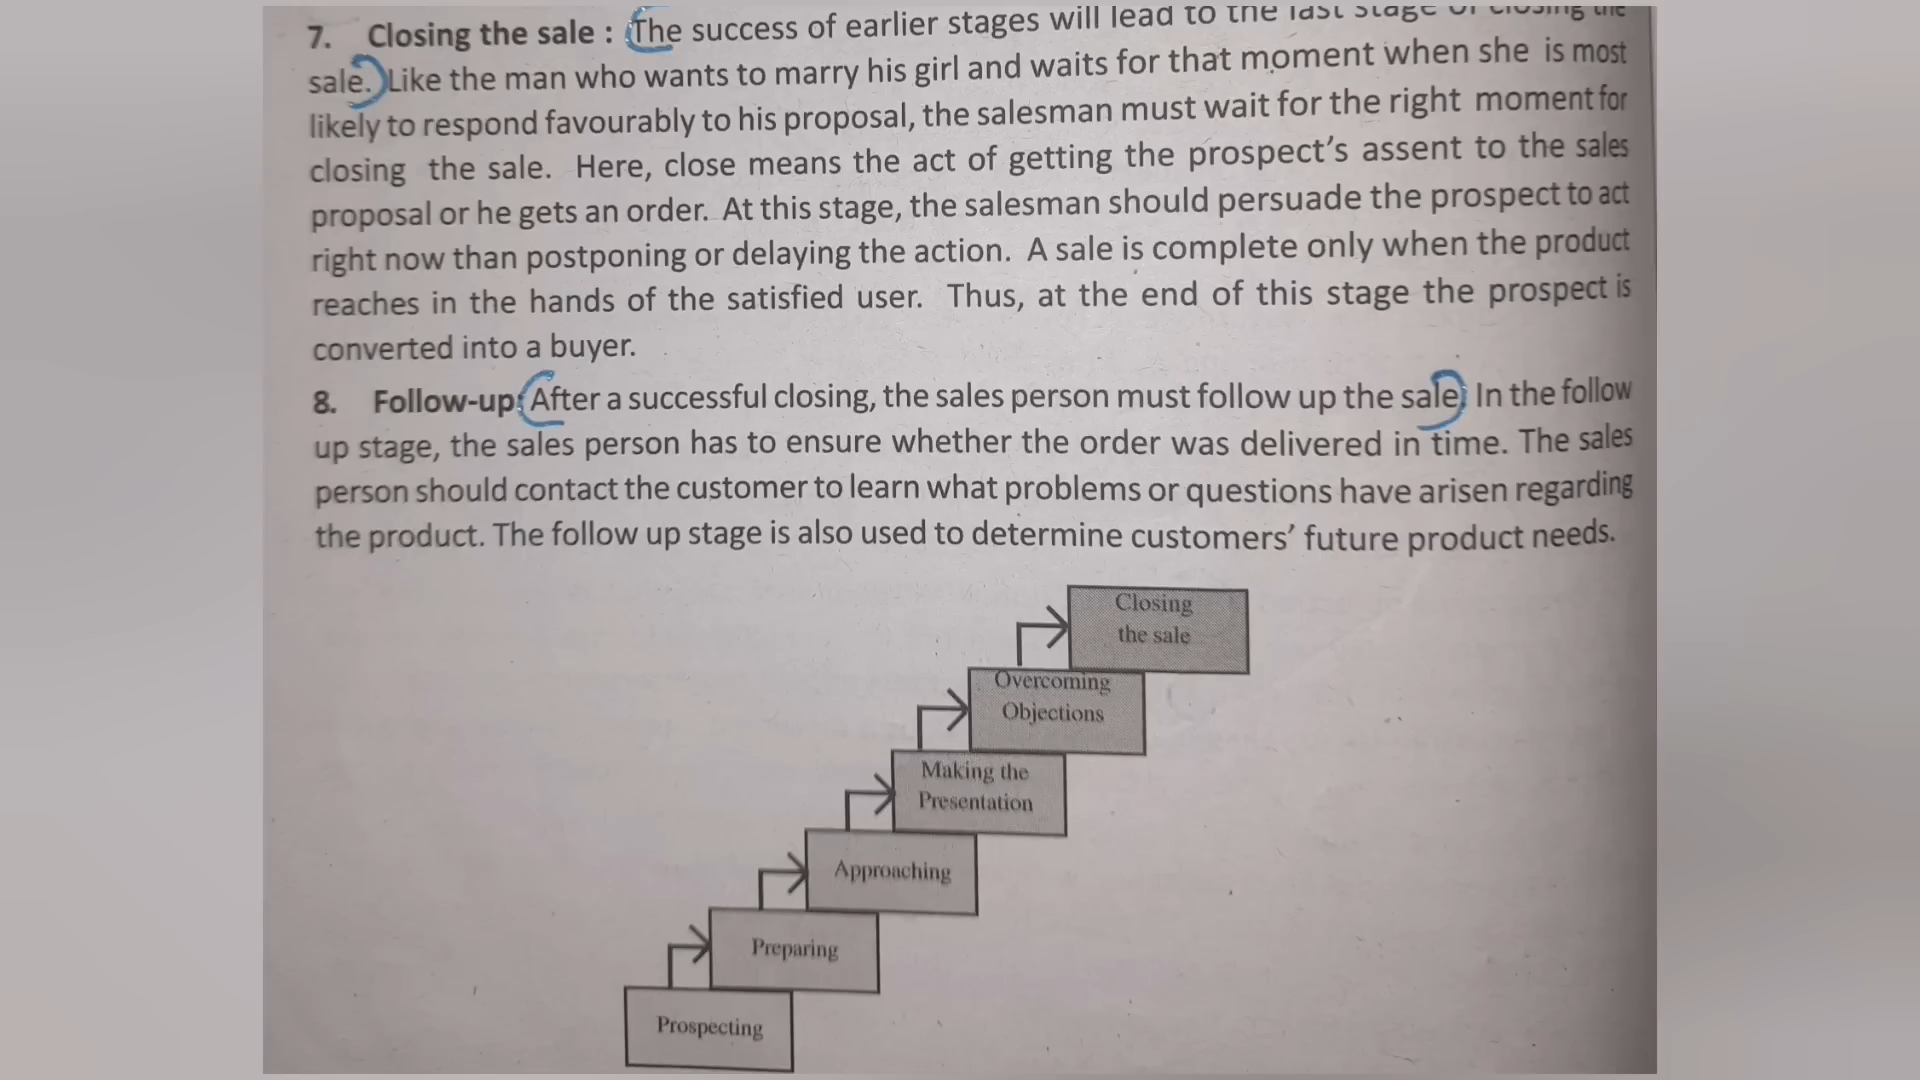 7. Closing the sale : The success of earlier stages will lead to the last stage of closing the
sale. Like the man who wants to marry his girl and waits for that moment when she is most
likely to respond favourably to his proposal, the salesman must wait for the right moment for
closing the sale. Here, close means the act of getting the prospect's assent to the sales
proposal or he gets an order. At this stage, the salesman should persuade the prospect to act
right now than postponing or delaying the action. A sale is complete only when the product
reaches in the hands of the satisfied user. Thus, at the end of this stage the prospect is
converted into a buyer.
8. Follow-up: After a successful closing, the sales person must follow up the sale. In the follow
up stage, the sales person has to ensure whether the order was delivered in time. The sales
person should contact the customer to learn what problems or questions have arisen regarding
the product. The follow up stage is also used to determine customers' future product needs.
Closing
the sale
Overcoming
Objections
Making the
Presentation
Approaching
Preparing
Prospecting